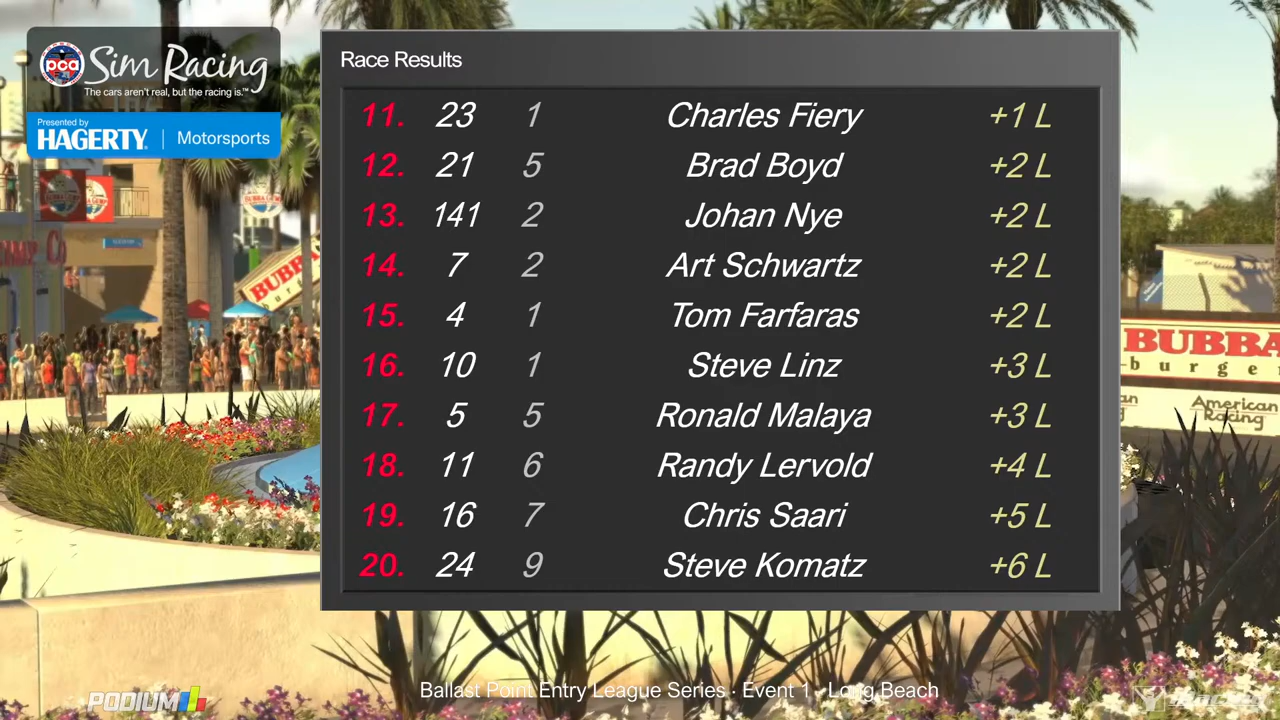 pca Sim Racing
The cars aren't real, but the racing is.™
Presented by
HAGERTY | Motorsports
Race Results
11. 23 1 Charles Fiery +1 L
12. 21 5 Brad Boyd +2 L
13. 141 2 Johan Nye +2 L
14. 7 2 Art Schwartz +2 L
15. 4 1 Tom Farfaras +2 L
16. 10 1 Steve Linz +3 L
17. 5 5 Ronald Malaya +3 L
18. 11 6 Randy Lervold +4 L
19. 16 7 Chris Saari +5 L
20. 24 9 Steve Komatz +6 L
BUBBA
BUBBA
burge
American
Racing
Ballast Point Entry League Series · Event 1 · Long Beach
PODIUM